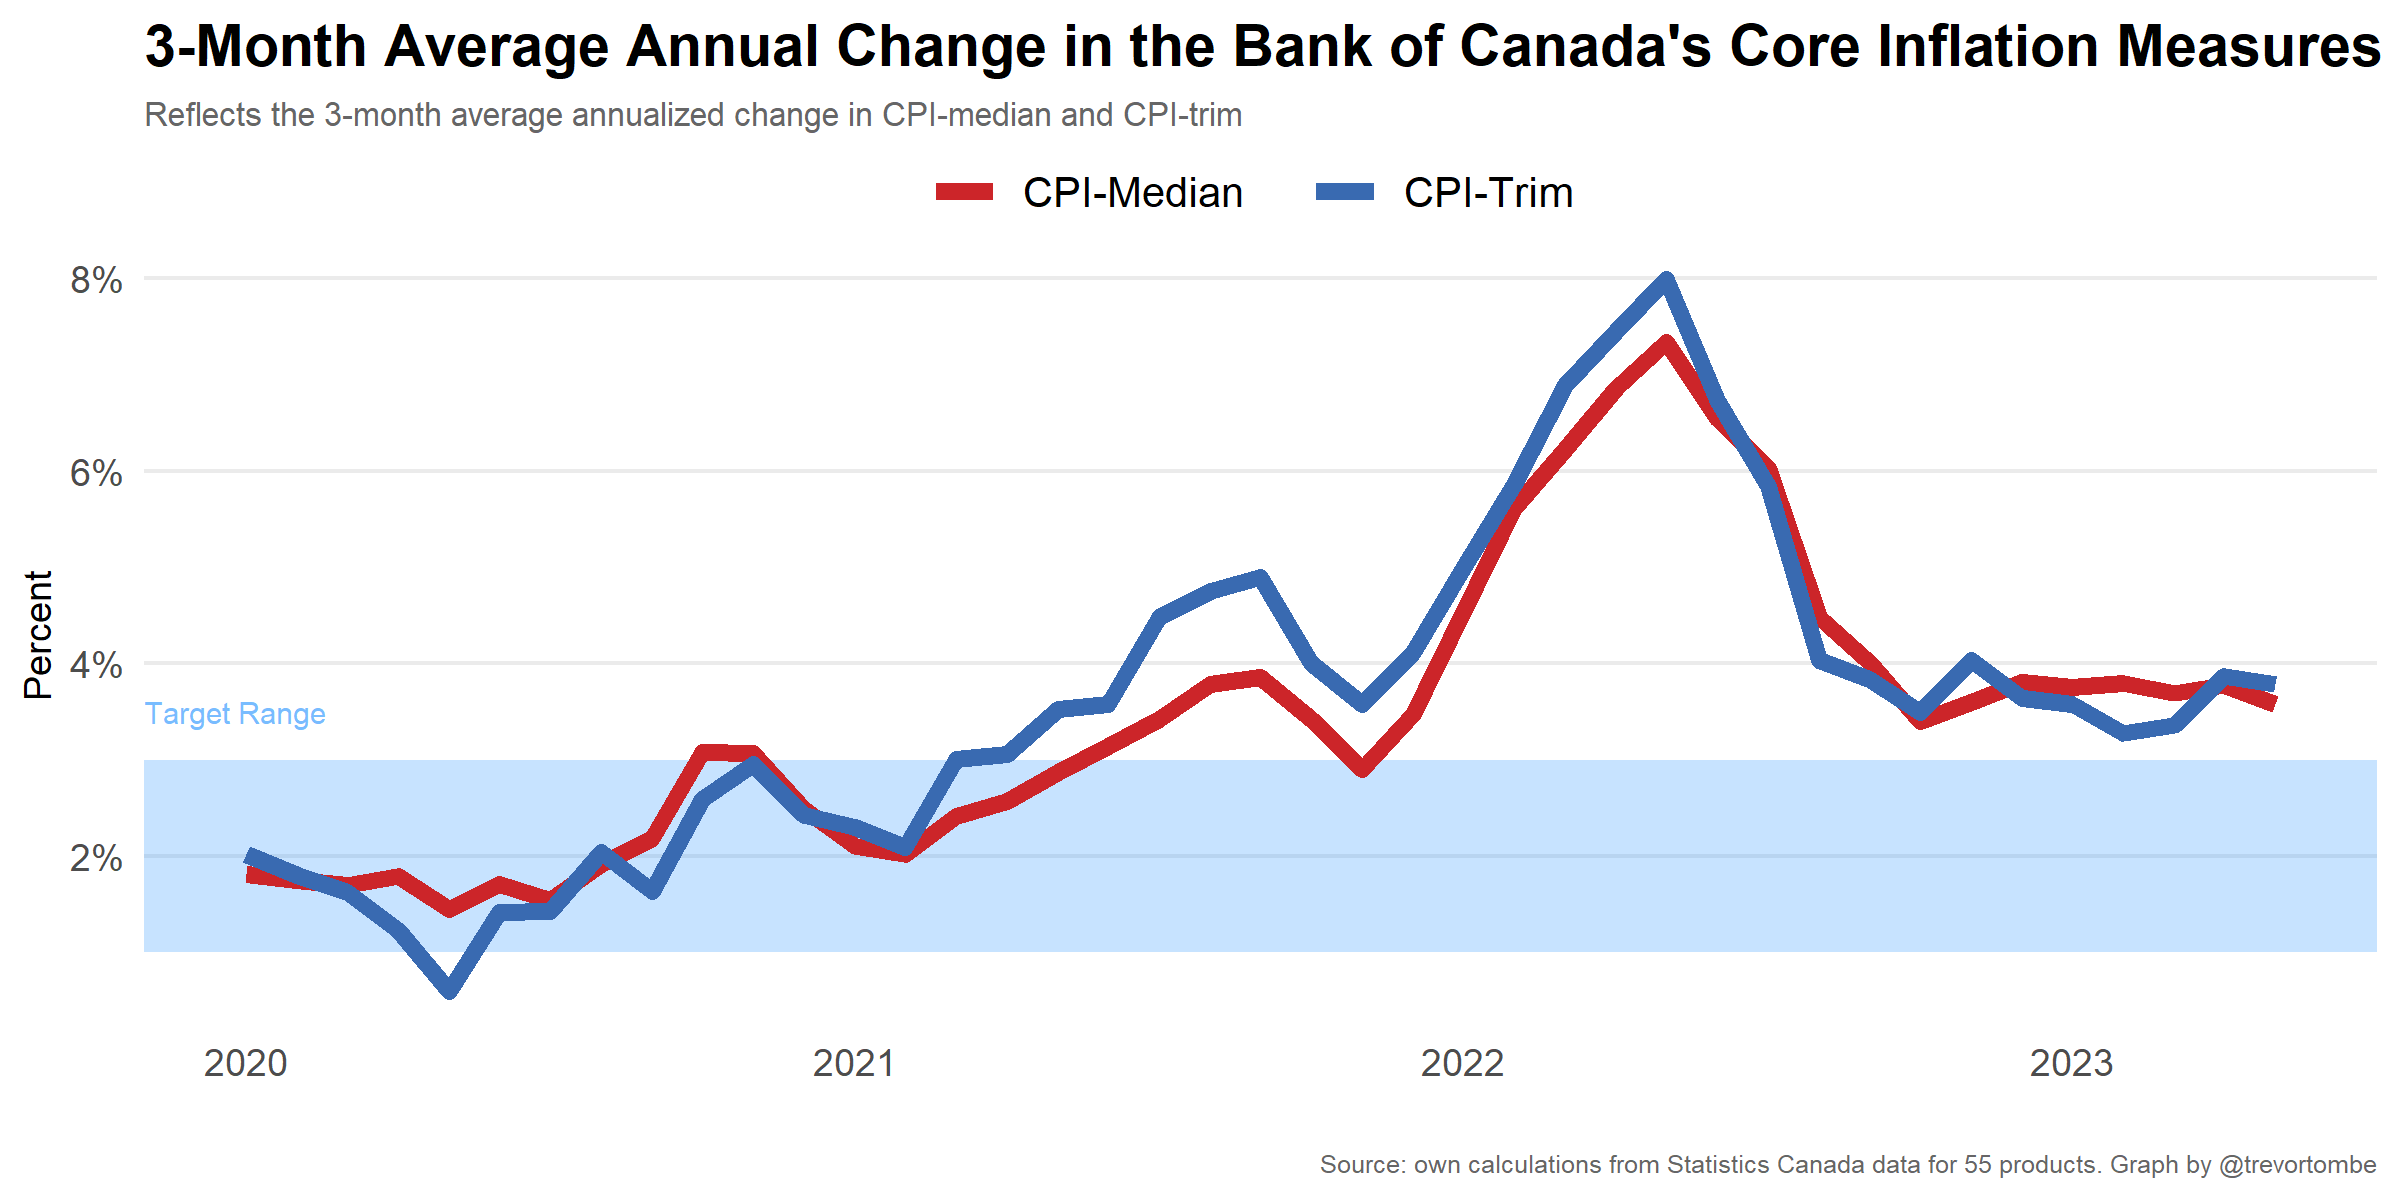 3-Month Average Annual Change in the Bank of Canada's Core Inflation Measures
Reflects the 3-month average annualized change in CPI-median and CPI-trim
CPI-Median CPI-Trim
8%
6%
4%
2%
Percent
Target Range
2020 2021 2022 2023
Source: own calculations from Statistics Canada data for 55 products. Graph by @trevortombe